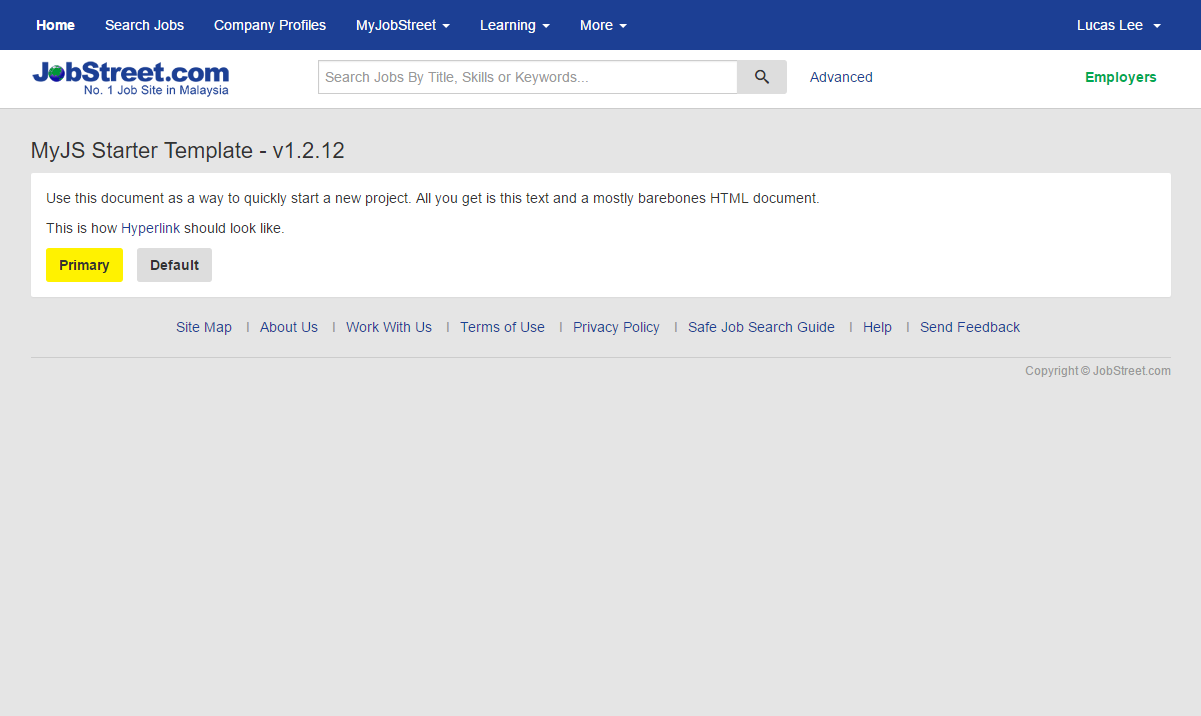 Home Search Jobs Company Profiles MyJobStreet Learning More Lucas Lee
JobStreet.com
No. 1 Job Site in Malaysia
Search Jobs By Title, Skills or Keywords... Advanced Employers
MyJS Starter Template - v1.2.12
Use this document as a way to quickly start a new project. All you get is this text and a mostly barebones HTML document.
This is how Hyperlink should look like.
Primary Default
Site Map | About Us | Work With Us | Terms of Use | Privacy Policy | Safe Job Search Guide | Help | Send Feedback
Copyright © JobStreet.com